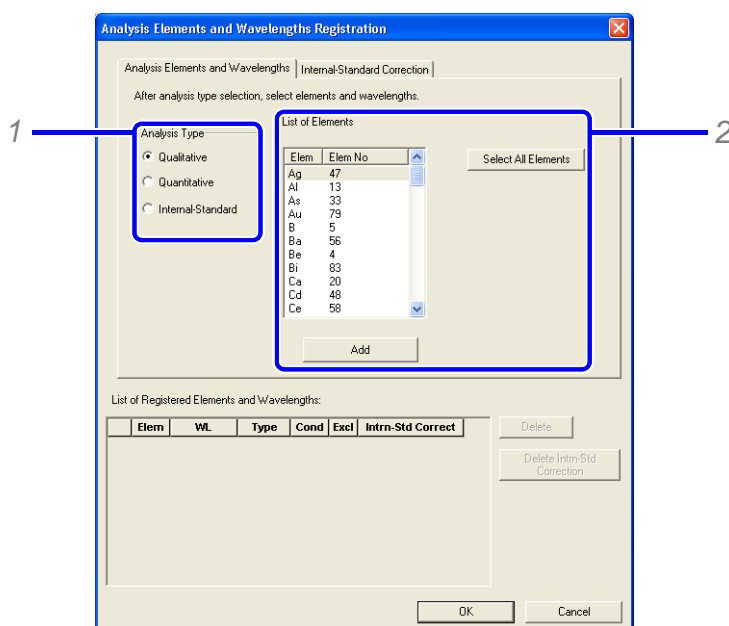 Analysis Elements and Wavelengths Registration
Analysis Elements and Wavelengths Internal-Standard Correction
After analysis type selection, select elements and wavelengths.
1
Analysis Type
Qualitative
Quantitative
Internal-Standard
2
List of Elements
Elem Elem No
Ag 47
Al 13
As 33
Au 79
B 5
Ba 56
Be 4
Bi 83
Ca 20
Cd 48
Ce 58
Select All Elements
Add
List of Registered Elements and Wavelengths:
Elem WL Type Cond Excl Intrn-Std Correct
Delete
Delete Intrn-Std
Correction
OK Cancel